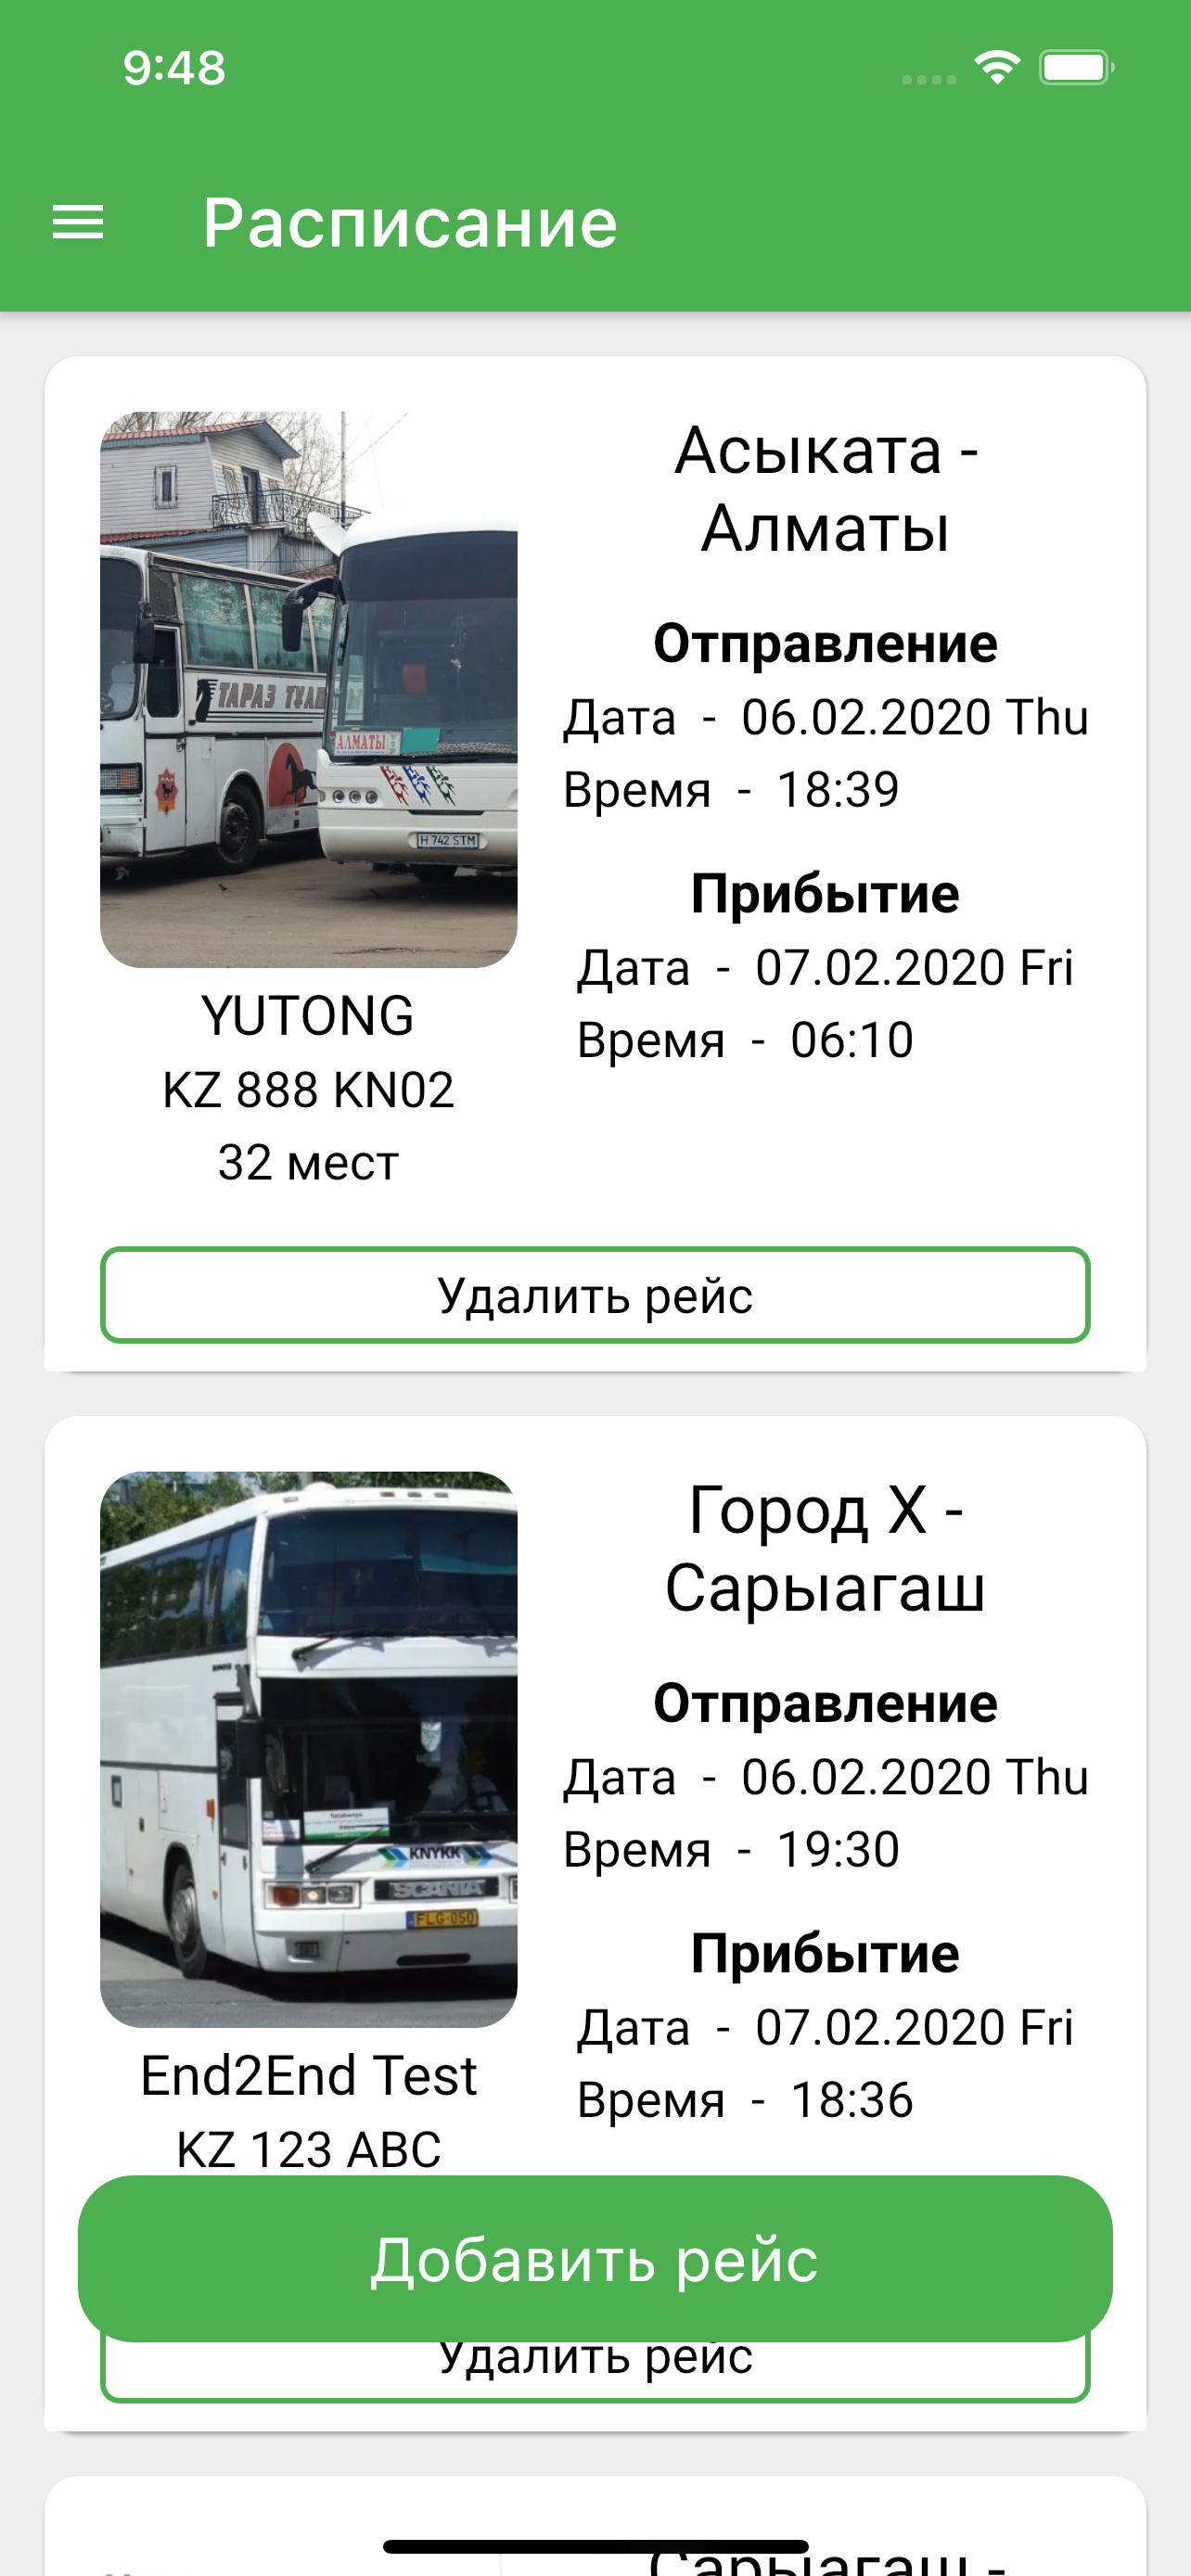 9:48
Расписание
ТАРАЗ
АЛМАТЫ
H 742 STM
YUTONG
KZ 888 KN02
32 мест
Асыката -
Алматы
Отправление
Дата - 06.02.2020 Thu
Время - 18:39
Прибытие
Дата - 07.02.2020 Fri
Время - 06:10
Удалить рейс
KNYKK
SCANIA
FLG-050
End2End Test
KZ 123 ABC
Город Х -
Сарыагаш
Отправление
Дата - 06.02.2020 Thu
Время - 19:30
Прибытие
Дата - 07.02.2020 Fri
Время - 18:36
Добавить рейс
Удалить рейс
Сарыагаш -